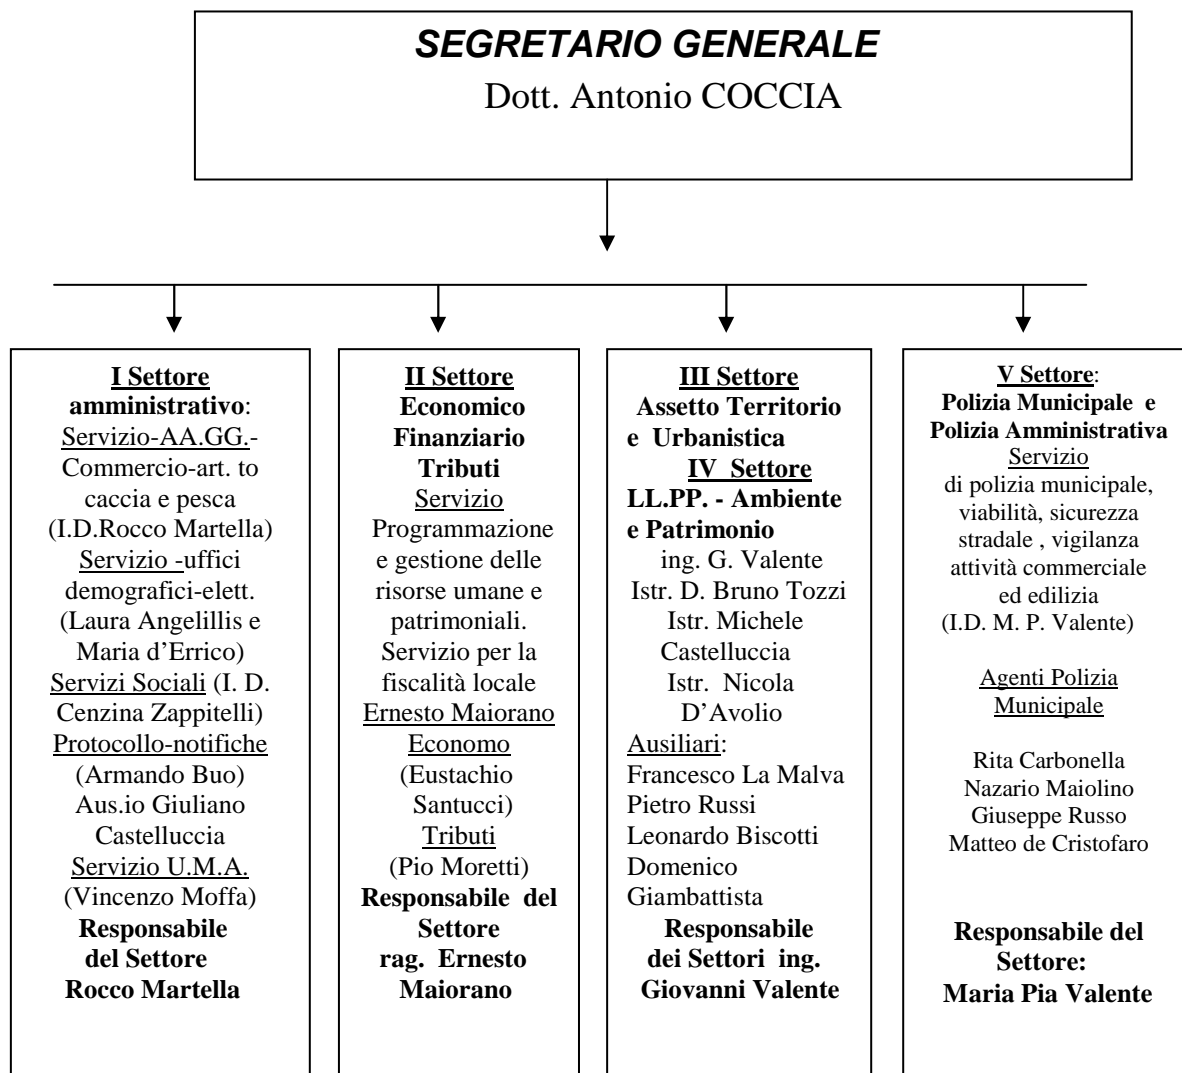 SEGRETARIO GENERALE
Dott. Antonio COCCIA
I Settore
amministrativo:
Servizio-AA.GG.-
Commercio-art. to
caccia e pesca
(I.D.Rocco Martella)
Servizio -uffici
demografici-elett.
(Laura Angelillis e
Maria d’Errico)
Servizi Sociali (I. D.
Cenzina Zappitelli)
Protocollo-notifiche
(Armando Buo)
Aus.io Giuliano
Castelluccia
Servizio U.M.A.
(Vincenzo Moffa)
Responsabile
del Settore
Rocco Martella
II Settore
Economico
Finanziario
Tributi
Servizio
Programmazione
e gestione delle
risorse umane e
patrimoniali.
Servizio per la
fiscalità locale
Ernesto Maiorano
Economo
(Eustachio
Santucci)
Tributi
(Pio Moretti)
Responsabile del
Settore
rag. Ernesto
Maiorano
III Settore
Assetto Territorio
e Urbanistica
IV Settore
LL.PP. - Ambiente
e Patrimonio
ing. G. Valente
Istr. D. Bruno Tozzi
Istr. Michele
Castelluccia
Istr. Nicola
D’Avolio
Ausiliari:
Francesco La Malva
Pietro Russi
Leonardo Biscotti
Domenico
Giambattista
Responsabile
dei Settori ing.
Giovanni Valente
V Settore:
Polizia Municipale e
Polizia Amministrativa
Servizio
di polizia municipale,
viabilità, sicurezza
stradale , vigilanza
attività commerciale
ed edilizia
(I.D. M. P. Valente)
Agenti Polizia
Municipale
Rita Carbonella
Nazario Maiolino
Giuseppe Russo
Matteo de Cristofaro
Responsabile del
Settore:
Maria Pia Valente